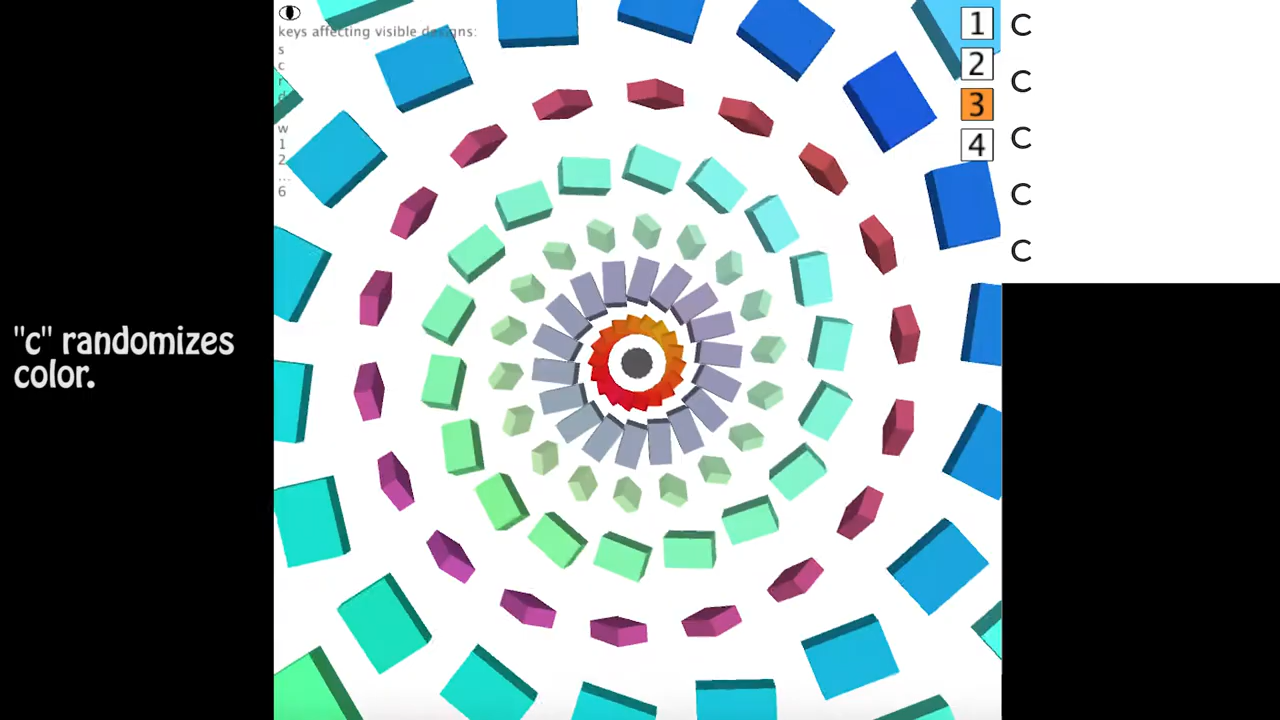 keys affecting visible designs:
s
c
r
d
w
1
2
...
6
"c" randomizes
color.
1
2
3
4
C
C
C
C
C